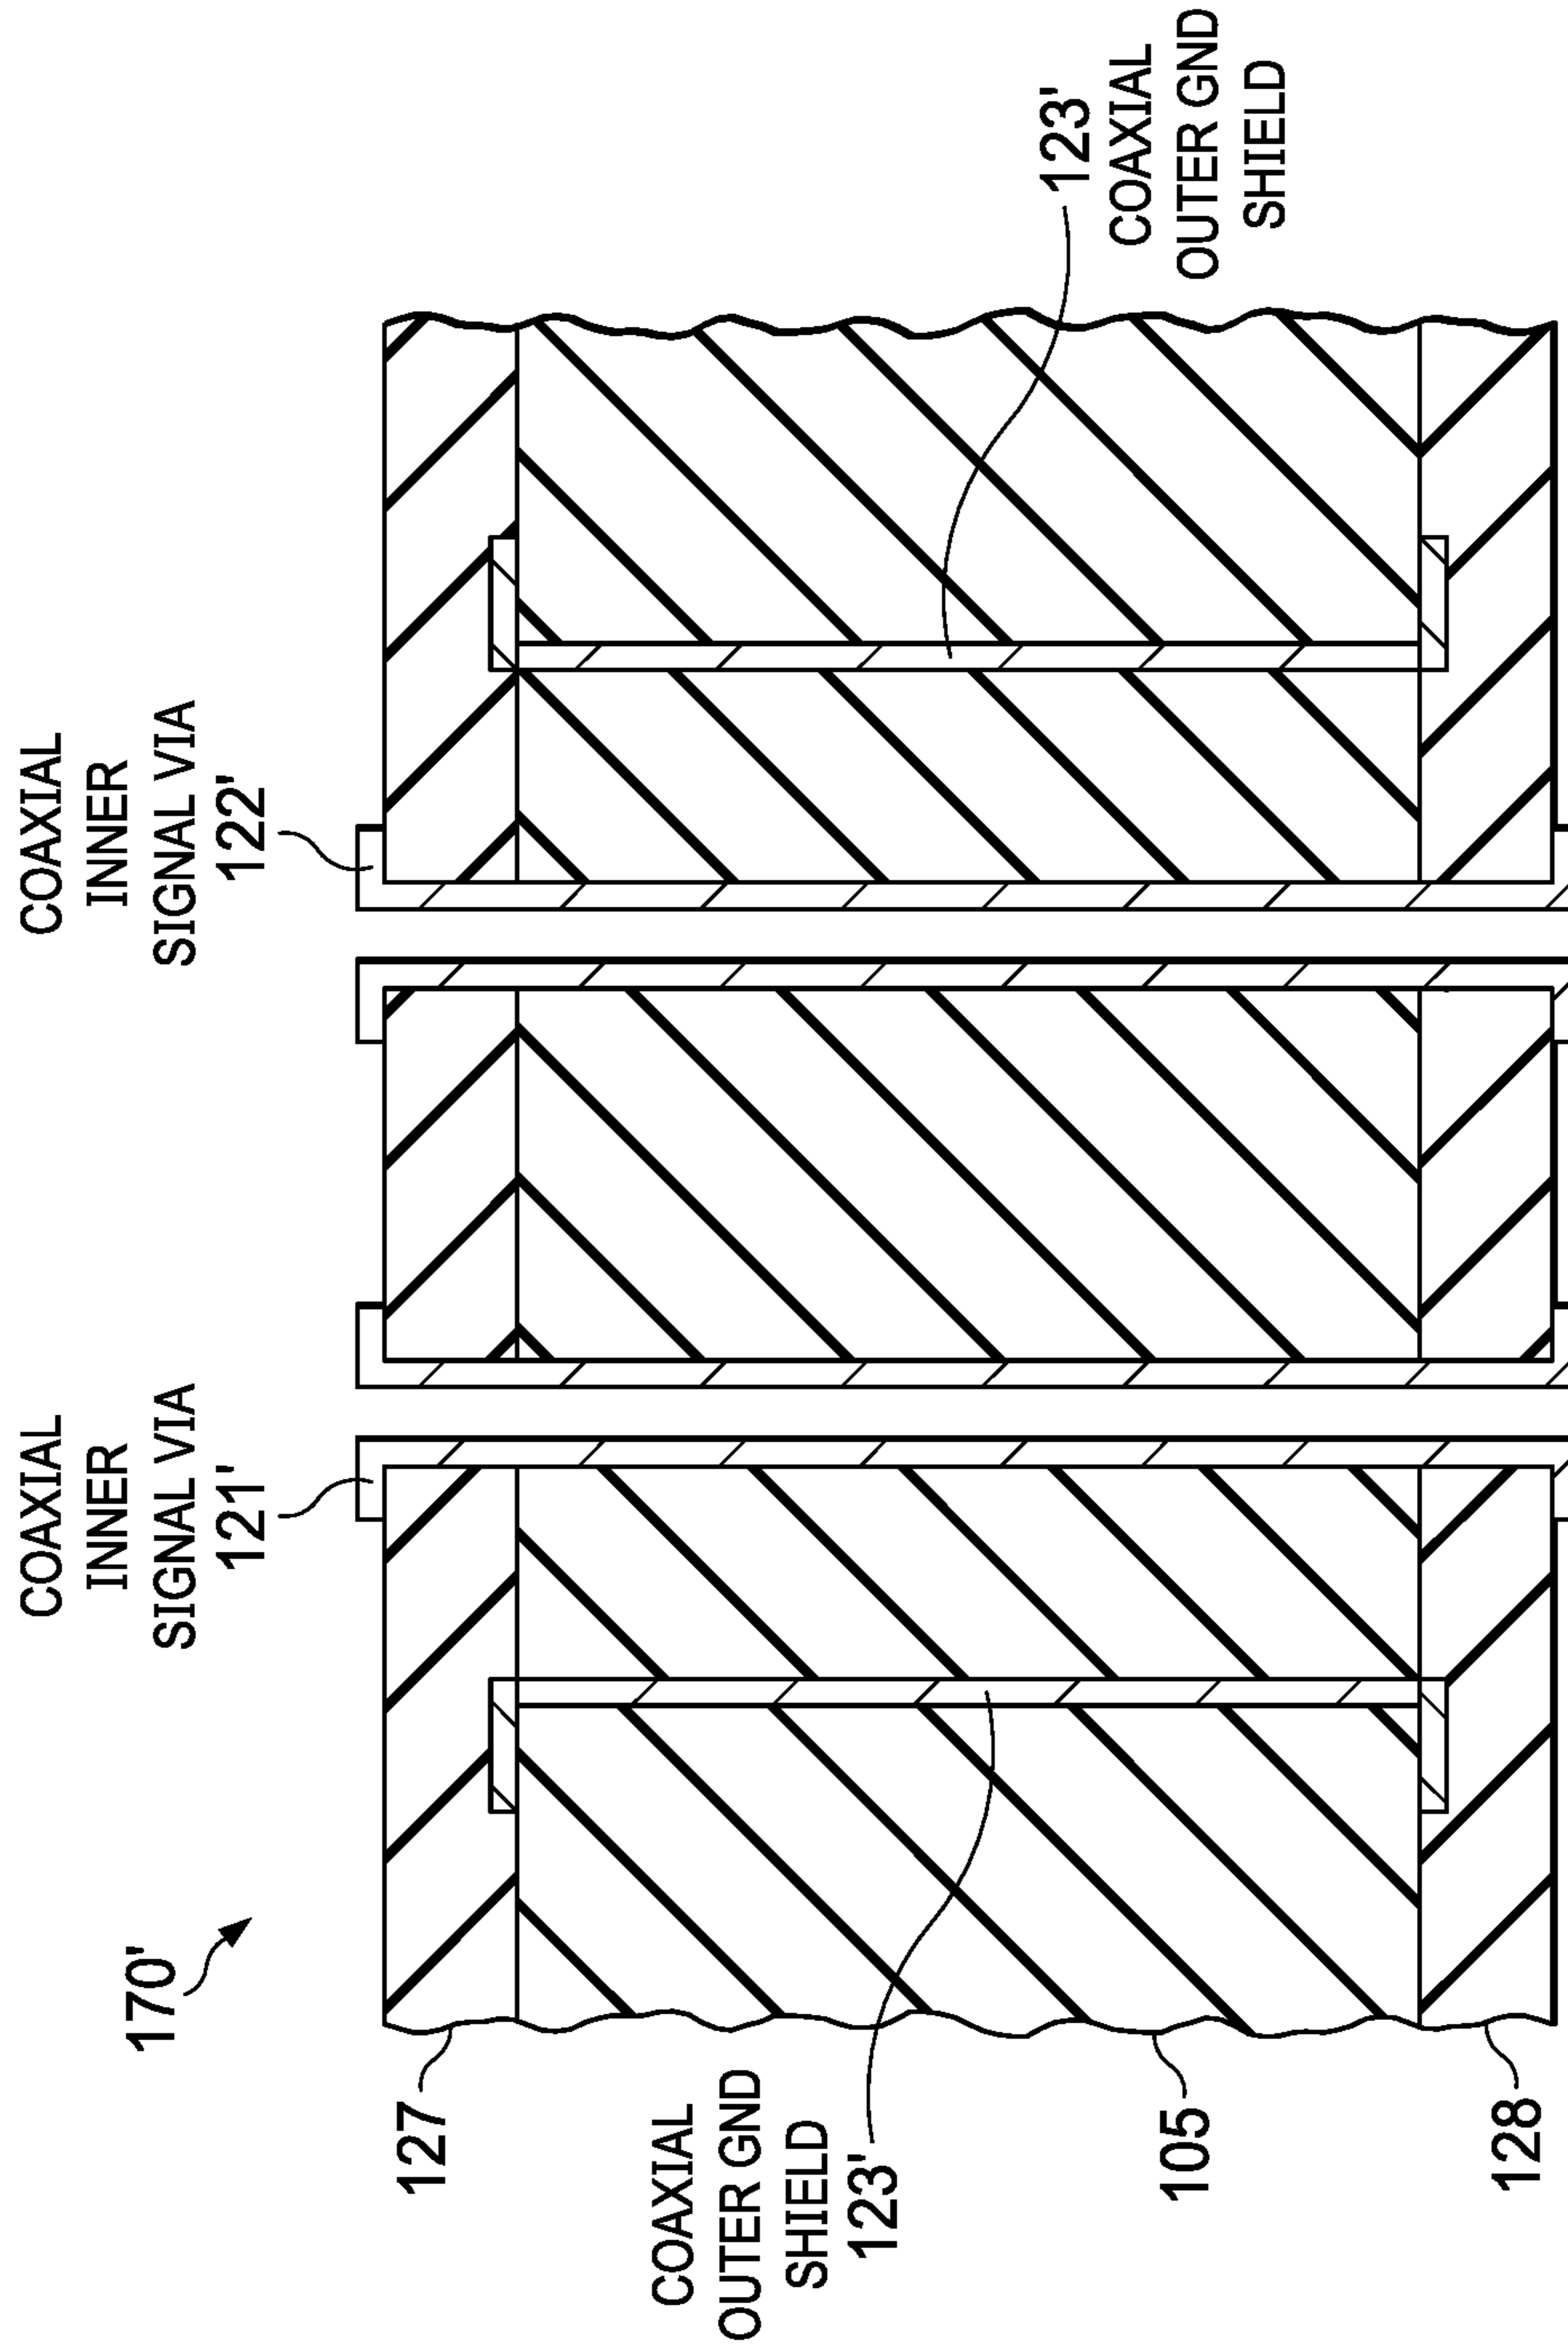 170'
COAXIAL
INNER
SIGNAL VIA
121'
COAXIAL
INNER
SIGNAL VIA
122'
127
COAXIAL
OUTER GND
SHIELD
123'
105
128
123'
COAXIAL
OUTER GND
SHIELD